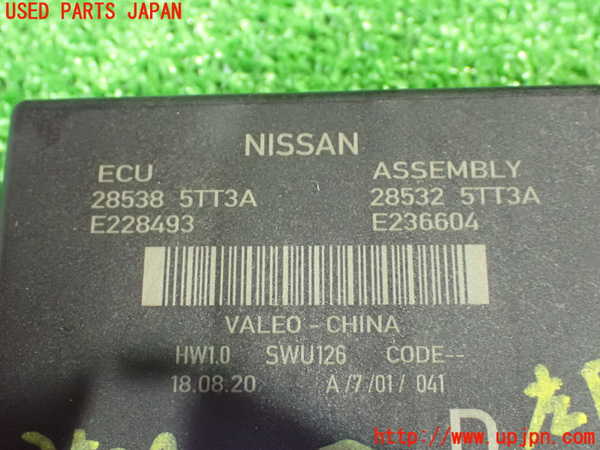 USED PARTS JAPAN
NISSAN
ECU ASSEMBLY
28538 5TT3A 28532 5TT3A
E228493 E236604
VALEO - CHINA
HW1.0 SWU126 CODE--
18.08.20 A/7/01/ 041
D
https://www.upjpn.com/